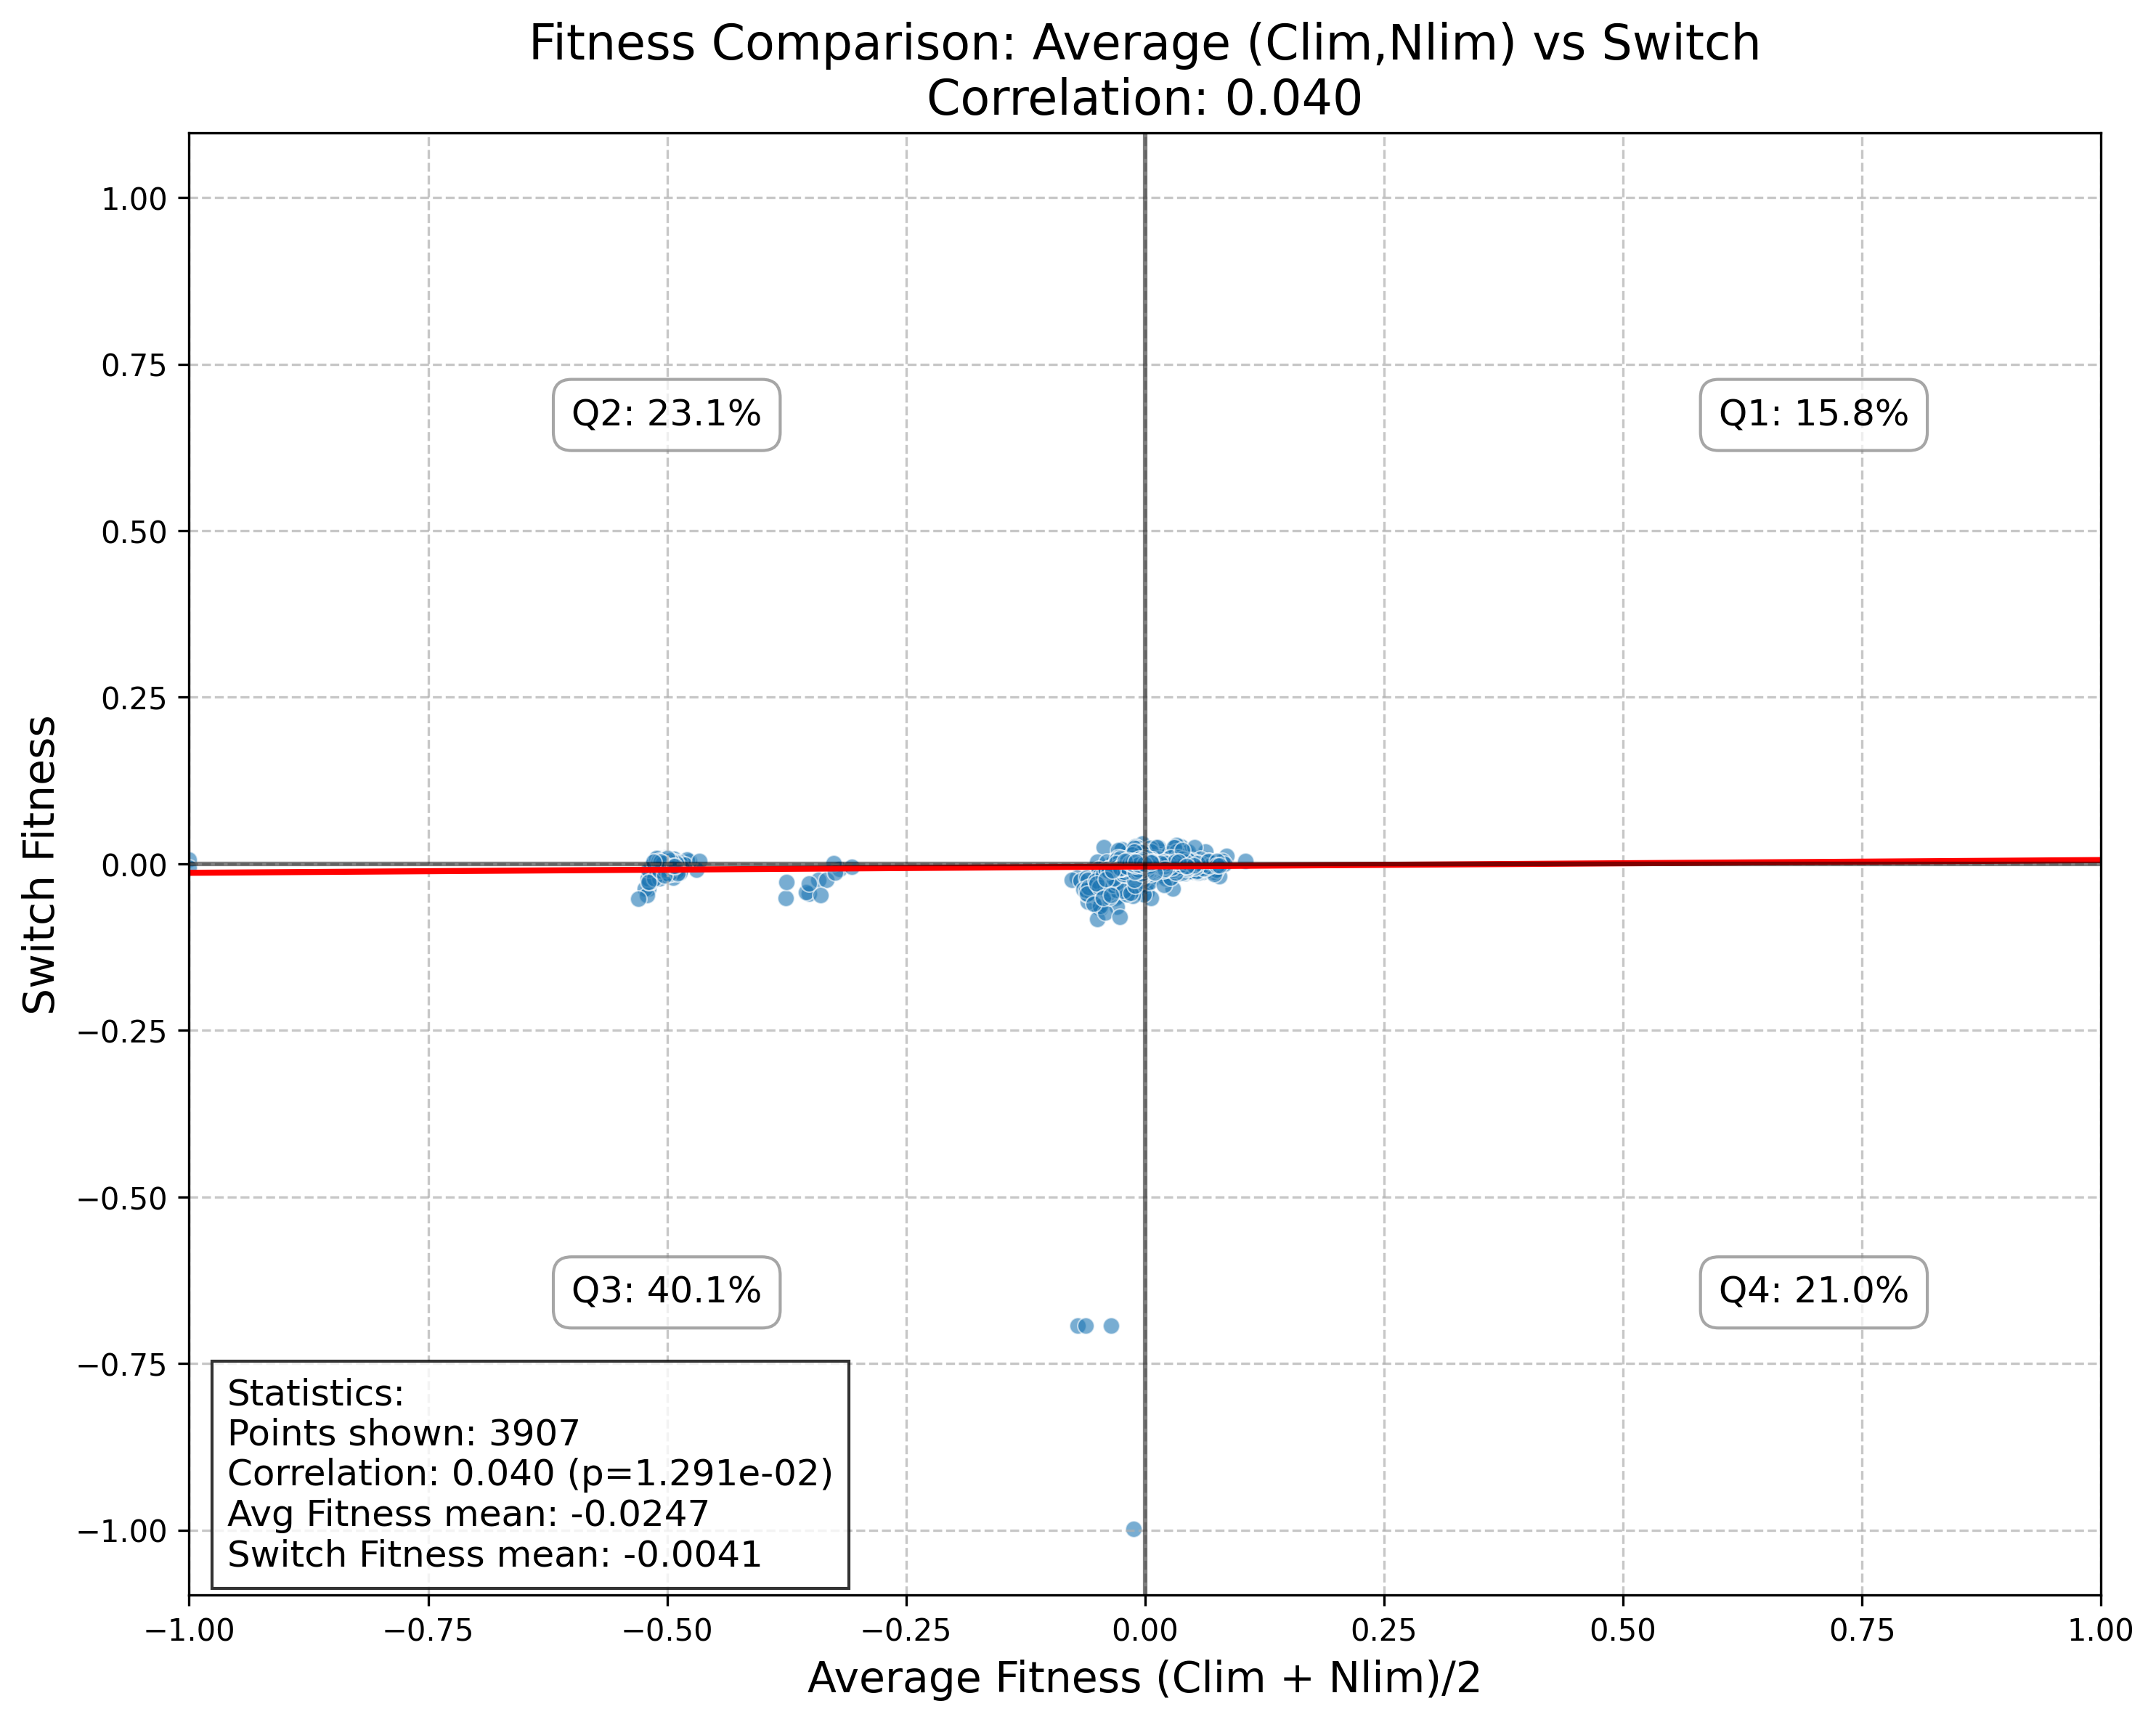 Fitness Comparison: Average (Clim,Nlim) vs Switch
Correlation: 0.040
1.00
0.75
Q2: 23.1%
Q1: 15.8%
0.50
0.25
Switch Fitness
0.00
−0.25
−0.50
Q3: 40.1%
Q4: 21.0%
−0.75
Statistics:
Points shown: 3907
Correlation: 0.040 (p=1.291e-02)
Avg Fitness mean: -0.0247
−1.00
Switch Fitness mean: -0.0041
−1.00
−0.75
−0.50
−0.25
0.00
0.25
0.50
0.75
1.00
Average Fitness (Clim + Nlim)/2